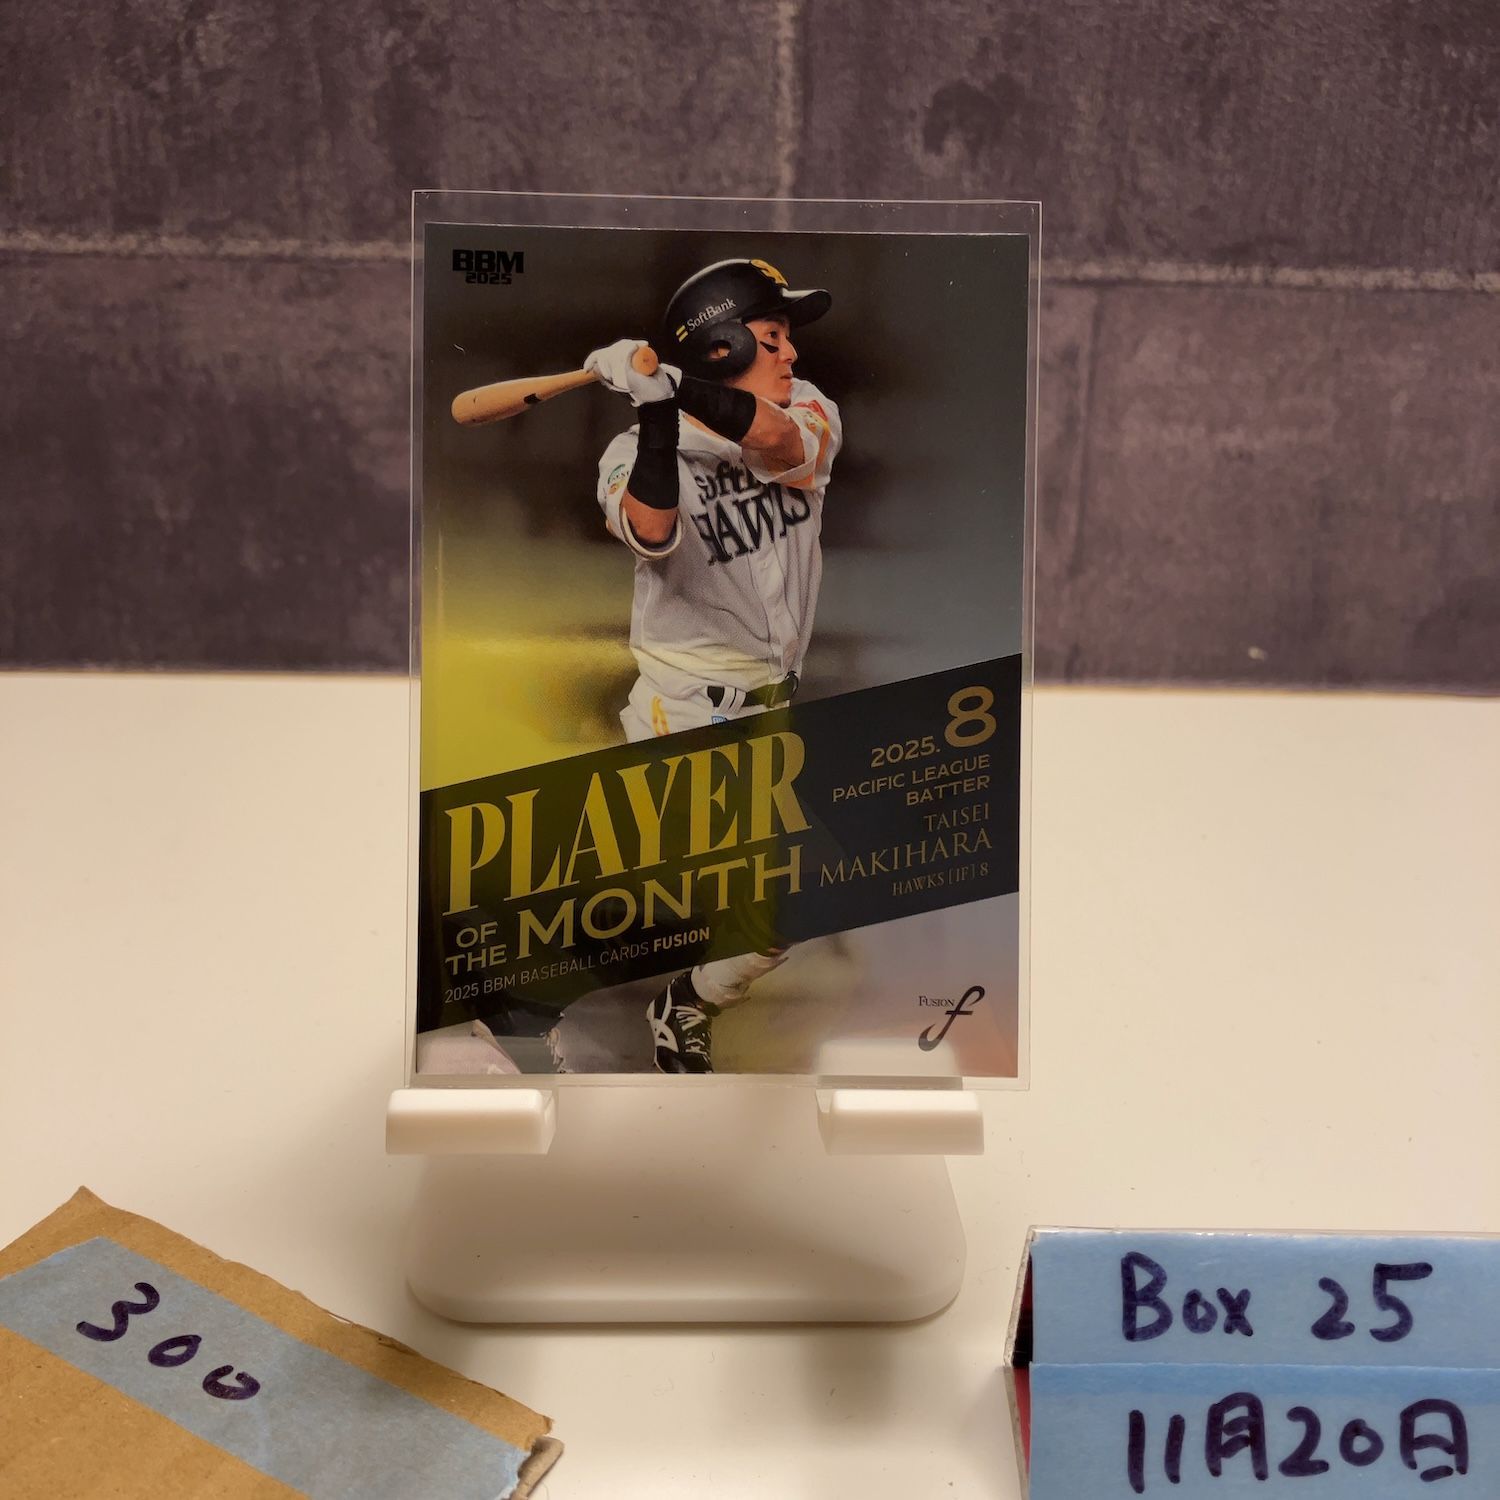 BBM
2025
SoftBank
HAWKS
PLAYER
OF THE MONTH
2025 BBM BASEBALL CARDS FUSION
2025.8
PACIFIC LEAGUE
BATTER
TAISEI
MAKIHARA
HAWKS [IF] 8
FUSION f
300
Box 25
11月20日